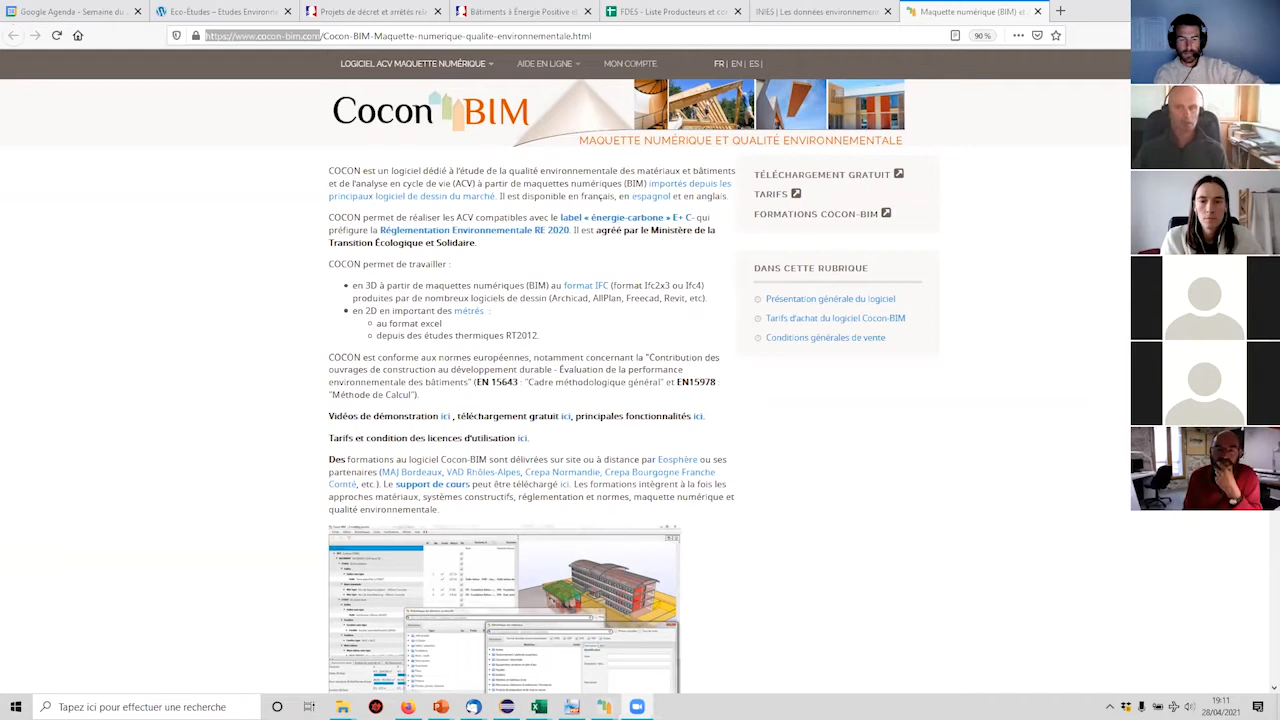 Google Agenda - Semaine du
Eco-Etudes – Etudes Environ
Projets de décret et arrêtés rela
Bâtiments à Énergie Positive et
FDES - Liste Producteurs et co
INIES | Les données environnem
Maquette numérique (BIM) et
https://www.cocon-bim.com/Cocon-BIM-Maquette-numerique-qualite-environnementale.html
90 %
LOGICIEL ACV MAQUETTE NUMÉRIQUE
AIDE EN LIGNE
MON COMPTE
FR | EN | ES |
Cocon BIM
MAQUETTE NUMÉRIQUE ET QUALITÉ ENVIRONNEMENTALE
COCON est un logiciel dédié à l'étude de la qualité environnementale des matériaux et bâtiments
et de l'analyse en cycle de vie (ACV) à partir de maquettes numériques (BIM) importés depuis les
principaux logiciel de dessin du marché. Il est disponible en français, en espagnol et en anglais.
COCON permet de réaliser les ACV compatibles avec le label « énergie-carbone » E+ C- qui
préfigure la Réglementation Environnementale RE 2020. Il est agréé par le Ministère de la
Transition Écologique et Solidaire.
COCON permet de travailler :
en 3D à partir de maquettes numériques (BIM) au format IFC (format Ifc2x3 ou Ifc4)
produites par de nombreux logiciels de dessin (Archicad, AllPlan, Freecad, Revit, etc).
en 2D en important des métrés :
au format excel
depuis des études thermiques RT2012.
COCON est conforme aux normes européennes, notamment concernant la "Contribution des
ouvrages de construction au développement durable - Évaluation de la performance
environnementale des bâtiments" (EN 15643 : "Cadre méthodologique général" et EN15978 :
"Méthode de Calcul").
Vidéos de démonstration ici , téléchargement gratuit ici, principales fonctionnalités ici.
Tarifs et condition des licences d'utilisation ici.
Des formations au logiciel Cocon-BIM sont délivrées sur site ou à distance par Eosphère ou ses
partenaires (MAJ Bordeaux, VAD Rhôles-Alpes, Crepa Normandie, Crepa Bourgogne Franche
Comté, etc.). Le support de cours peut être téléchargé ici. Les formations intègrent à la fois les
approches matériaux, systèmes constructifs, réglementation et normes, maquette numérique et
qualité environnementale.
TÉLÉCHARGEMENT GRATUIT
TARIFS
FORMATIONS COCON-BIM
DANS CETTE RUBRIQUE
Présentation générale du logiciel
Tarifs d'achat du logiciel Cocon-BIM
Conditions générales de vente
pour effectuer une recherche
19:11
28/04/2021